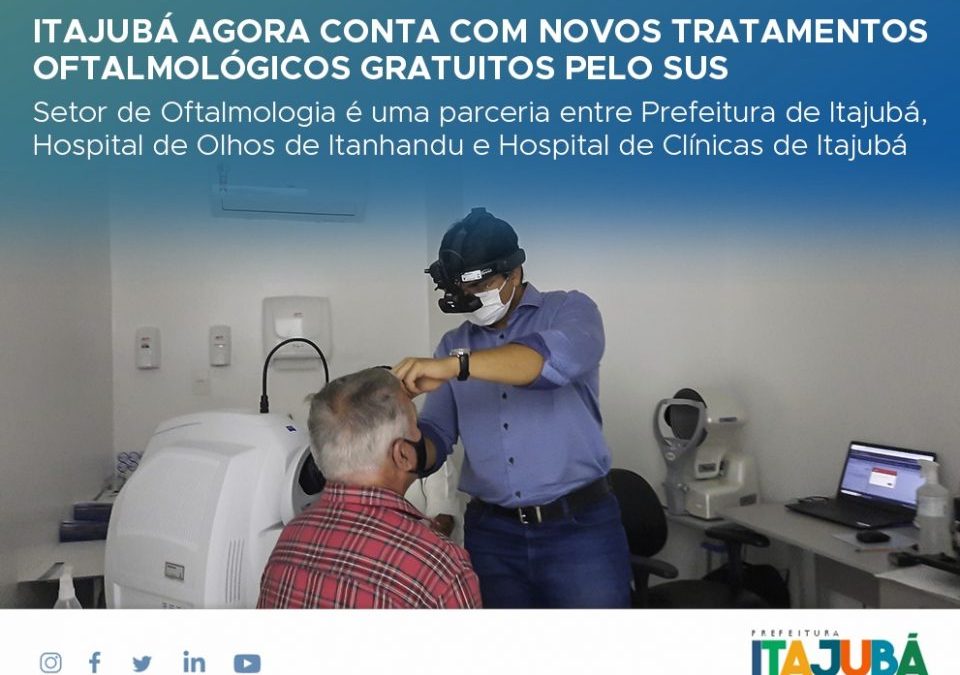 ITAJUBÁ AGORA CONTA COM NOVOS TRATAMENTOS
OFTALMOLÓGICOS GRATUITOS PELO SUS
Setor de Oftalmologia é uma parceria entre Prefeitura de Itajubá,
Hospital de Olhos de Itanhandu e Hospital de Clínicas de Itajubá
PREFEITURA
ITAJUBÁ